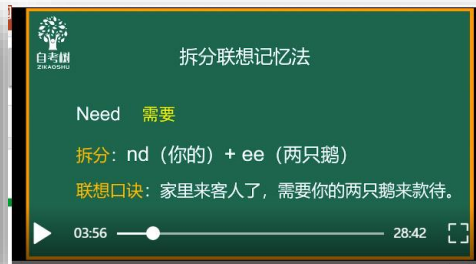 自考树
ZIKAOSHU
拆分联想记忆法
Need 需要
拆分：nd（你的）+ ee（两只鹅）
联想口诀：家里来客人了，需要你的两只鹅来款待。
03:56
28:42